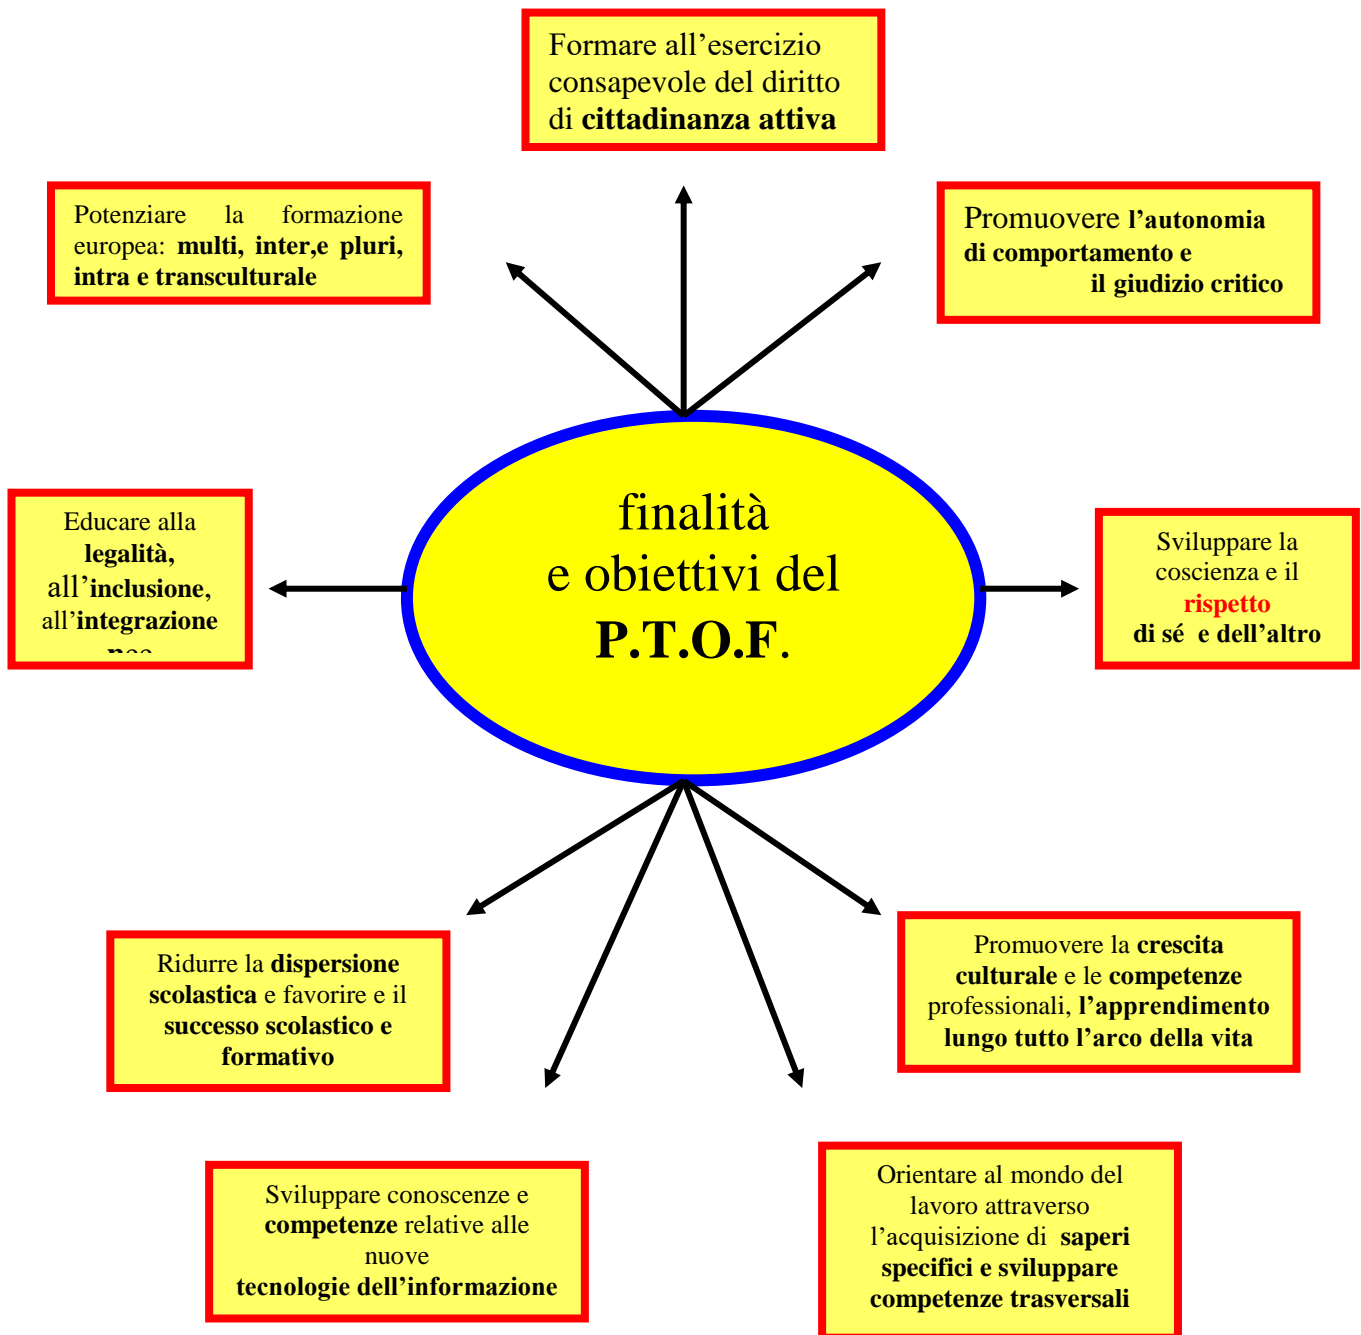 Formare all’esercizio
consapevole del diritto
di cittadinanza attiva
Potenziare la formazione
europea: multi, inter,e pluri,
intra e transculturale
Promuovere l’autonomia
di comportamento e
il giudizio critico
finalità
e obiettivi del
P.T.O.F.
Educare alla
legalità,
all’inclusione,
all’integrazione
Sviluppare la
coscienza e il
rispetto
di sé e dell’altro
Ridurre la dispersione
scolastica e favorire e il
successo scolastico e
formativo
Promuovere la crescita
culturale e le competenze
professionali, l’apprendimento
lungo tutto l’arco della vita
Sviluppare conoscenze e
competenze relative alle
nuove
tecnologie dell’informazione
Orientare al mondo del
lavoro attraverso
l’acquisizione di saperi
specifici e sviluppare
competenze trasversali